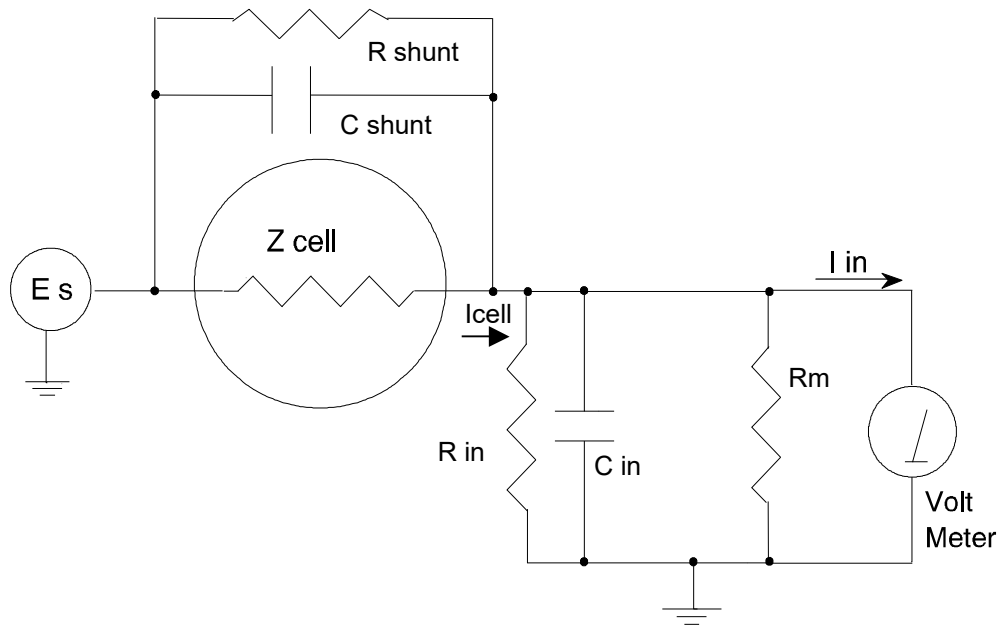 R shunt
C shunt
Z cell
E s
I in
Icell
Rm
R in
C in
Volt
Meter